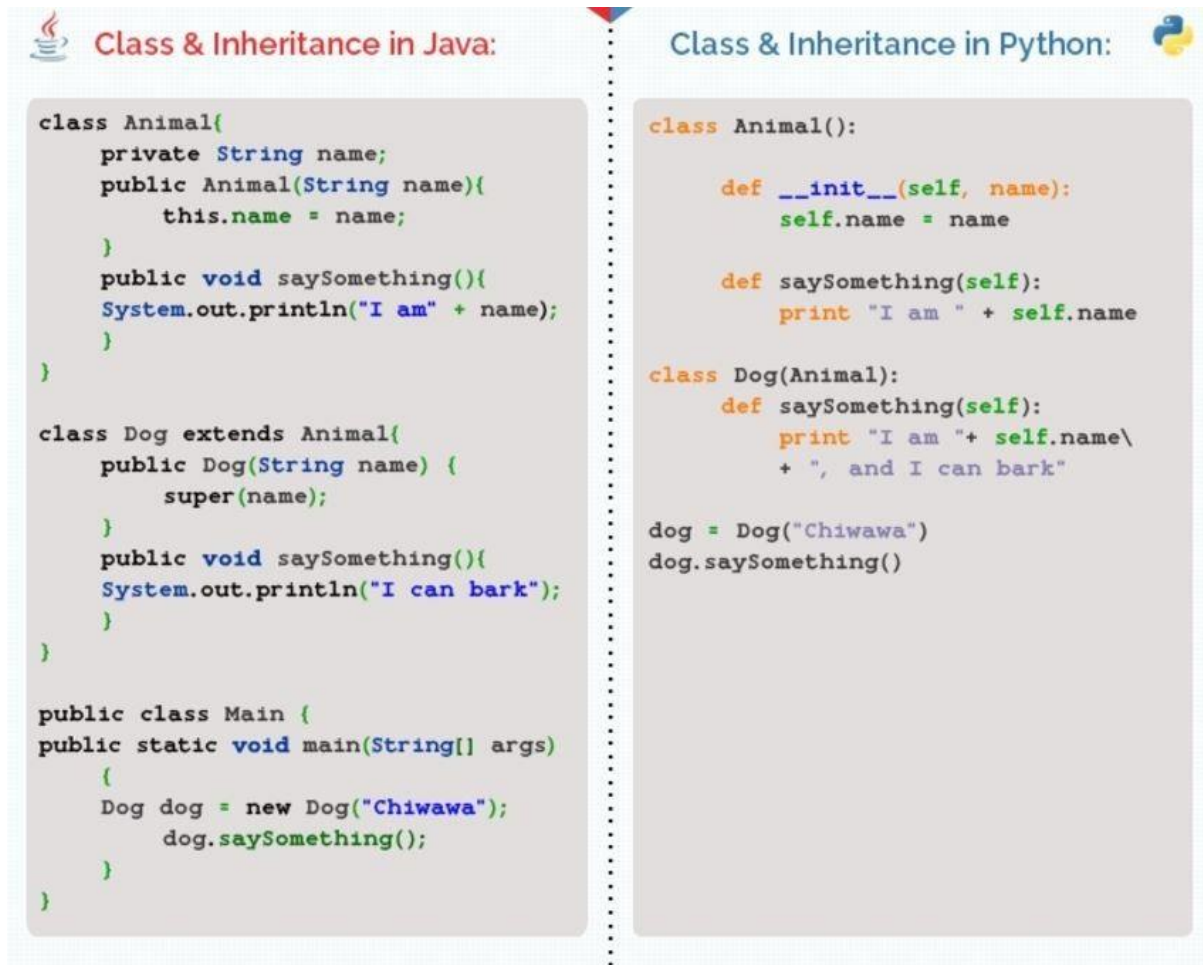 Class & Inheritance in Java:
class Animal{
private String name;
public Animal(String name){
this.name = name;
}
public void saySomething(){
System.out.println("I am" + name);
}
}
class Dog extends Animal{
public Dog(String name) {
super(name);
}
public void saySomething(){
System.out.println("I can bark");
}
}
public class Main {
public static void main(String[] args)
{
Dog dog = new Dog("Chiwawa");
dog.saySomething();
}
}
Class & Inheritance in Python:
class Animal():
def __init__(self, name):
self.name = name
def saySomething(self):
print "I am " + self.name
class Dog(Animal):
def saySomething(self):
print "I am "+ self.name\
+ ", and I can bark"
dog = Dog("Chiwawa")
dog.saySomething()